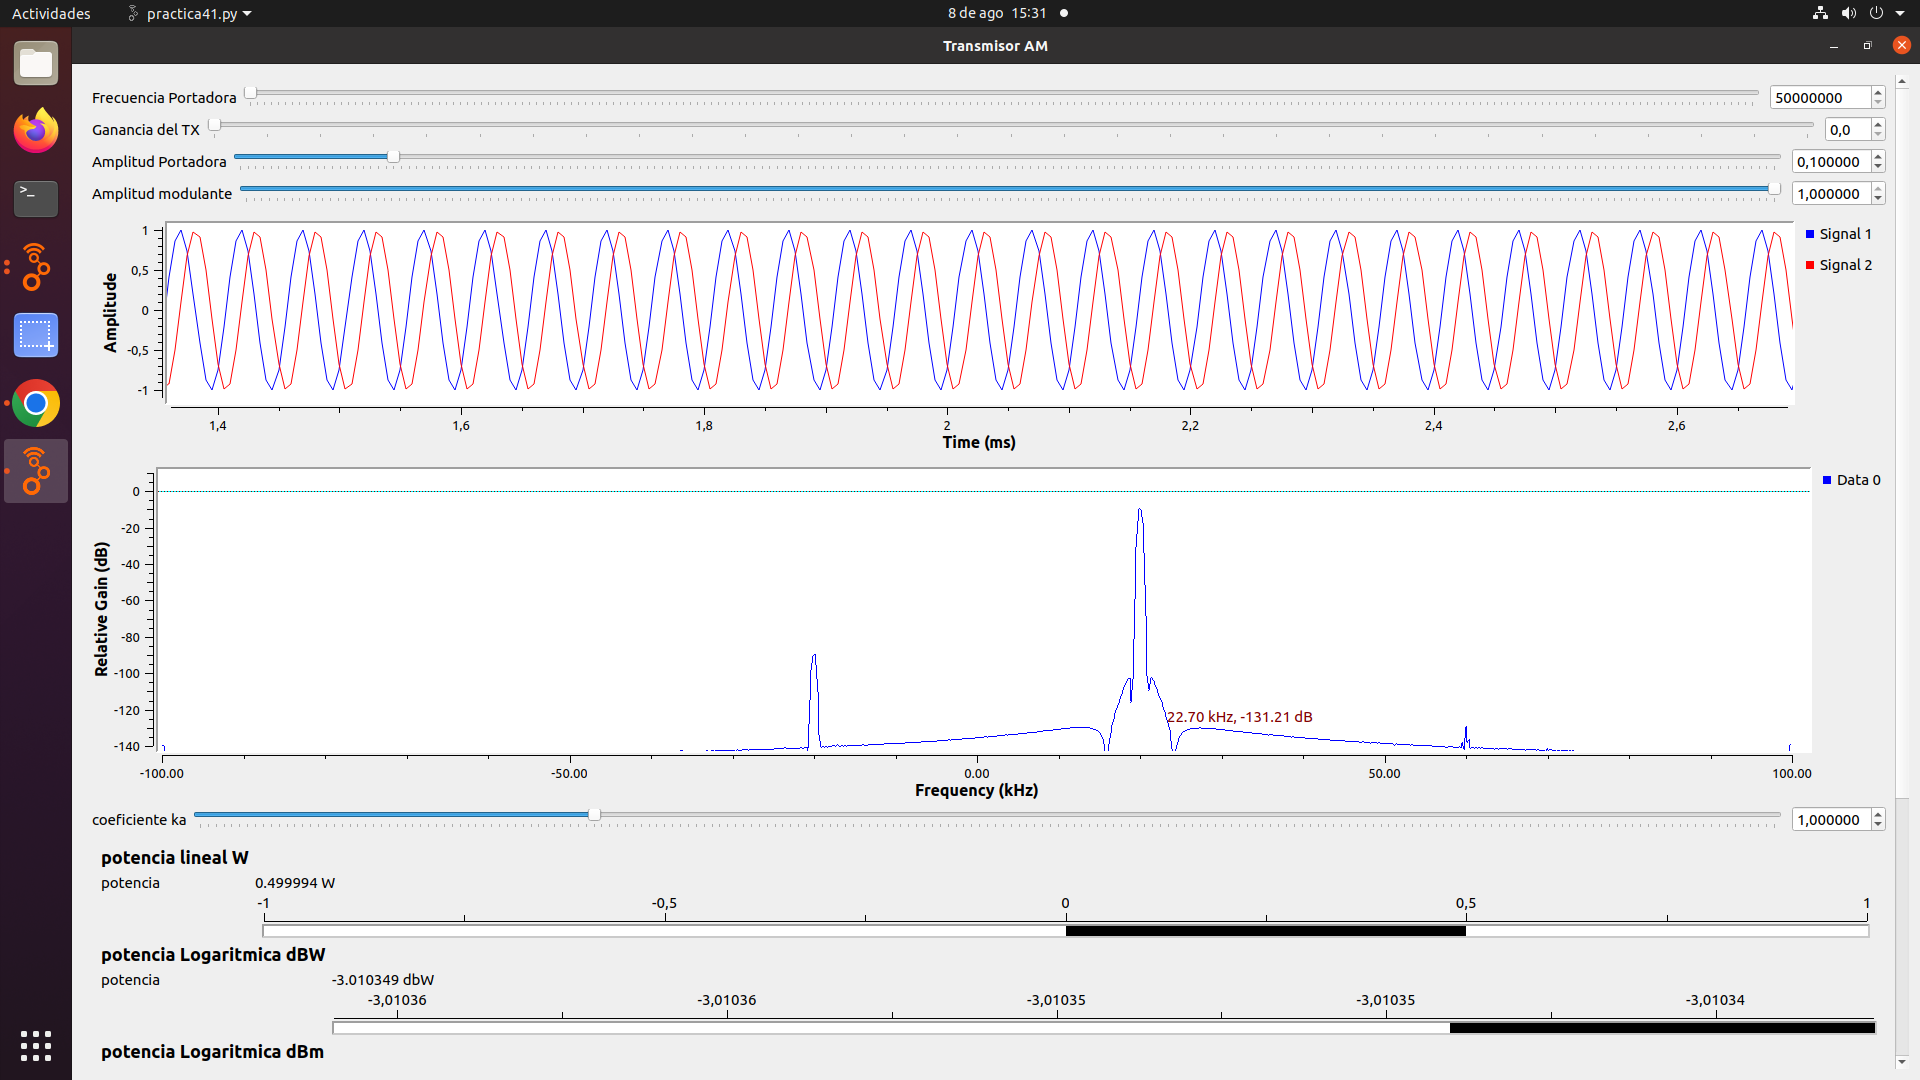 Actividades practica41.py 8 de ago 15:31
Transmisor AM
Frecuencia Portadora 50000000
Ganancia del TX 0,0
Amplitud Portadora 0,100000
Amplitud modulante 1,000000
Amplitude
1
0,5
0
-0,5
-1
Signal 1
Signal 2
1,4 1,6 1,8 2 2,2 2,4 2,6
Time (ms)
Relative Gain (dB)
0
-20
-40
-60
-80
-100
-120
-140
Data 0
22.70 kHz, -131.21 dB
-100.00 -50.00 0.00 50.00 100.00
Frequency (kHz)
coeficiente ka 1,000000
potencia lineal W
potencia 0.499994 W
-1 -0,5 0 0,5 1
potencia Logaritmica dBW
potencia -3.010349 dbW
-3,01036 -3,01036 -3,01035 -3,01035 -3,01034
potencia Logaritmica dBm